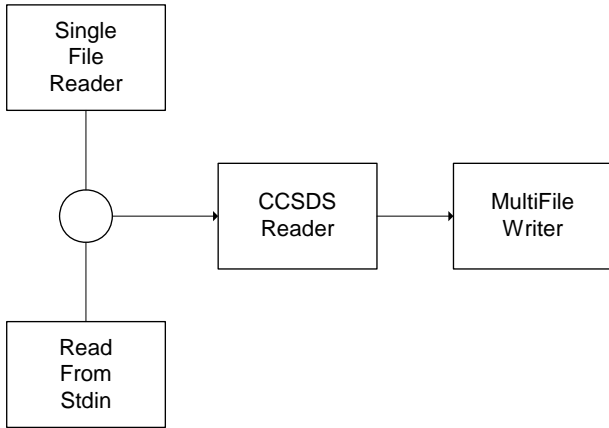 Single
File
Reader
CCSDS
Reader
MultiFile
Writer
Read
From
Stdin